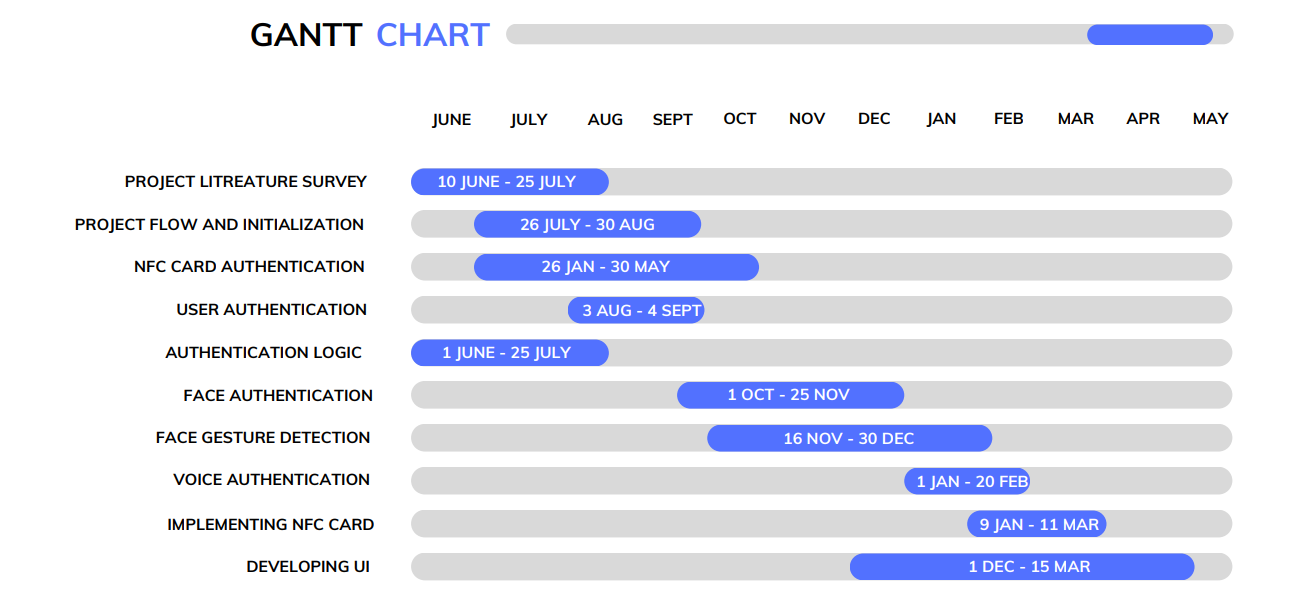 GANTT CHART
JUNE JULY AUG SEPT OCT NOV DEC JAN FEB MAR APR MAY
PROJECT LITREATURE SURVEY 10 JUNE - 25 JULY
PROJECT FLOW AND INITIALIZATION 26 JULY - 30 AUG
NFC CARD AUTHENTICATION 26 JAN - 30 MAY
USER AUTHENTICATION 3 AUG - 4 SEPT
AUTHENTICATION LOGIC 1 JUNE - 25 JULY
FACE AUTHENTICATION 1 OCT - 25 NOV
FACE GESTURE DETECTION 16 NOV - 30 DEC
VOICE AUTHENTICATION 1 JAN - 20 FEB
IMPLEMENTING NFC CARD 9 JAN - 11 MAR
DEVELOPING UI 1 DEC - 15 MAR